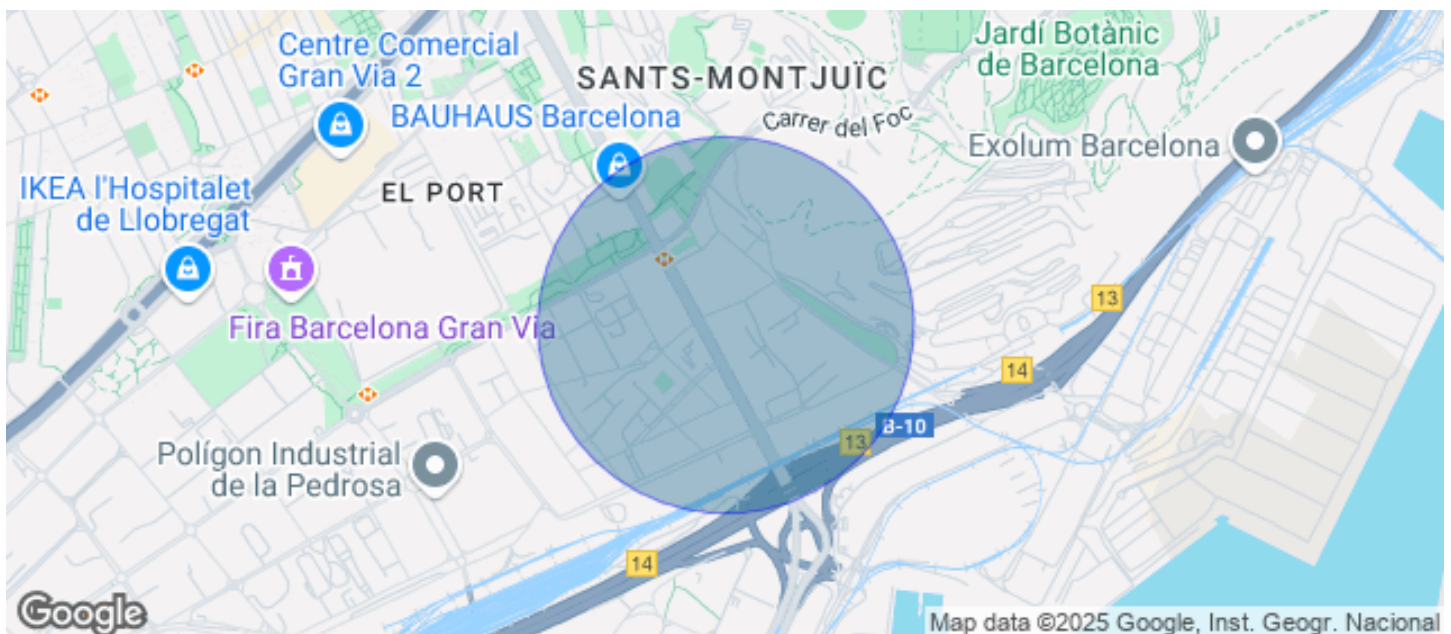 Centre Comercial
Gran Via 2
SANTS-MONTJUÏC
Jardí Botànic
de Barcelona
BAUHAUS Barcelona
Carrer del Foc
Exolum Barcelona
IKEA l'Hospitalet
de Llobregat
EL PORT
Fira Barcelona Gran Via
13
14
B-10
13
Polígon Industrial
de la Pedrosa
14
Google
Map data ©2025 Google, Inst. Geogr. Nacional